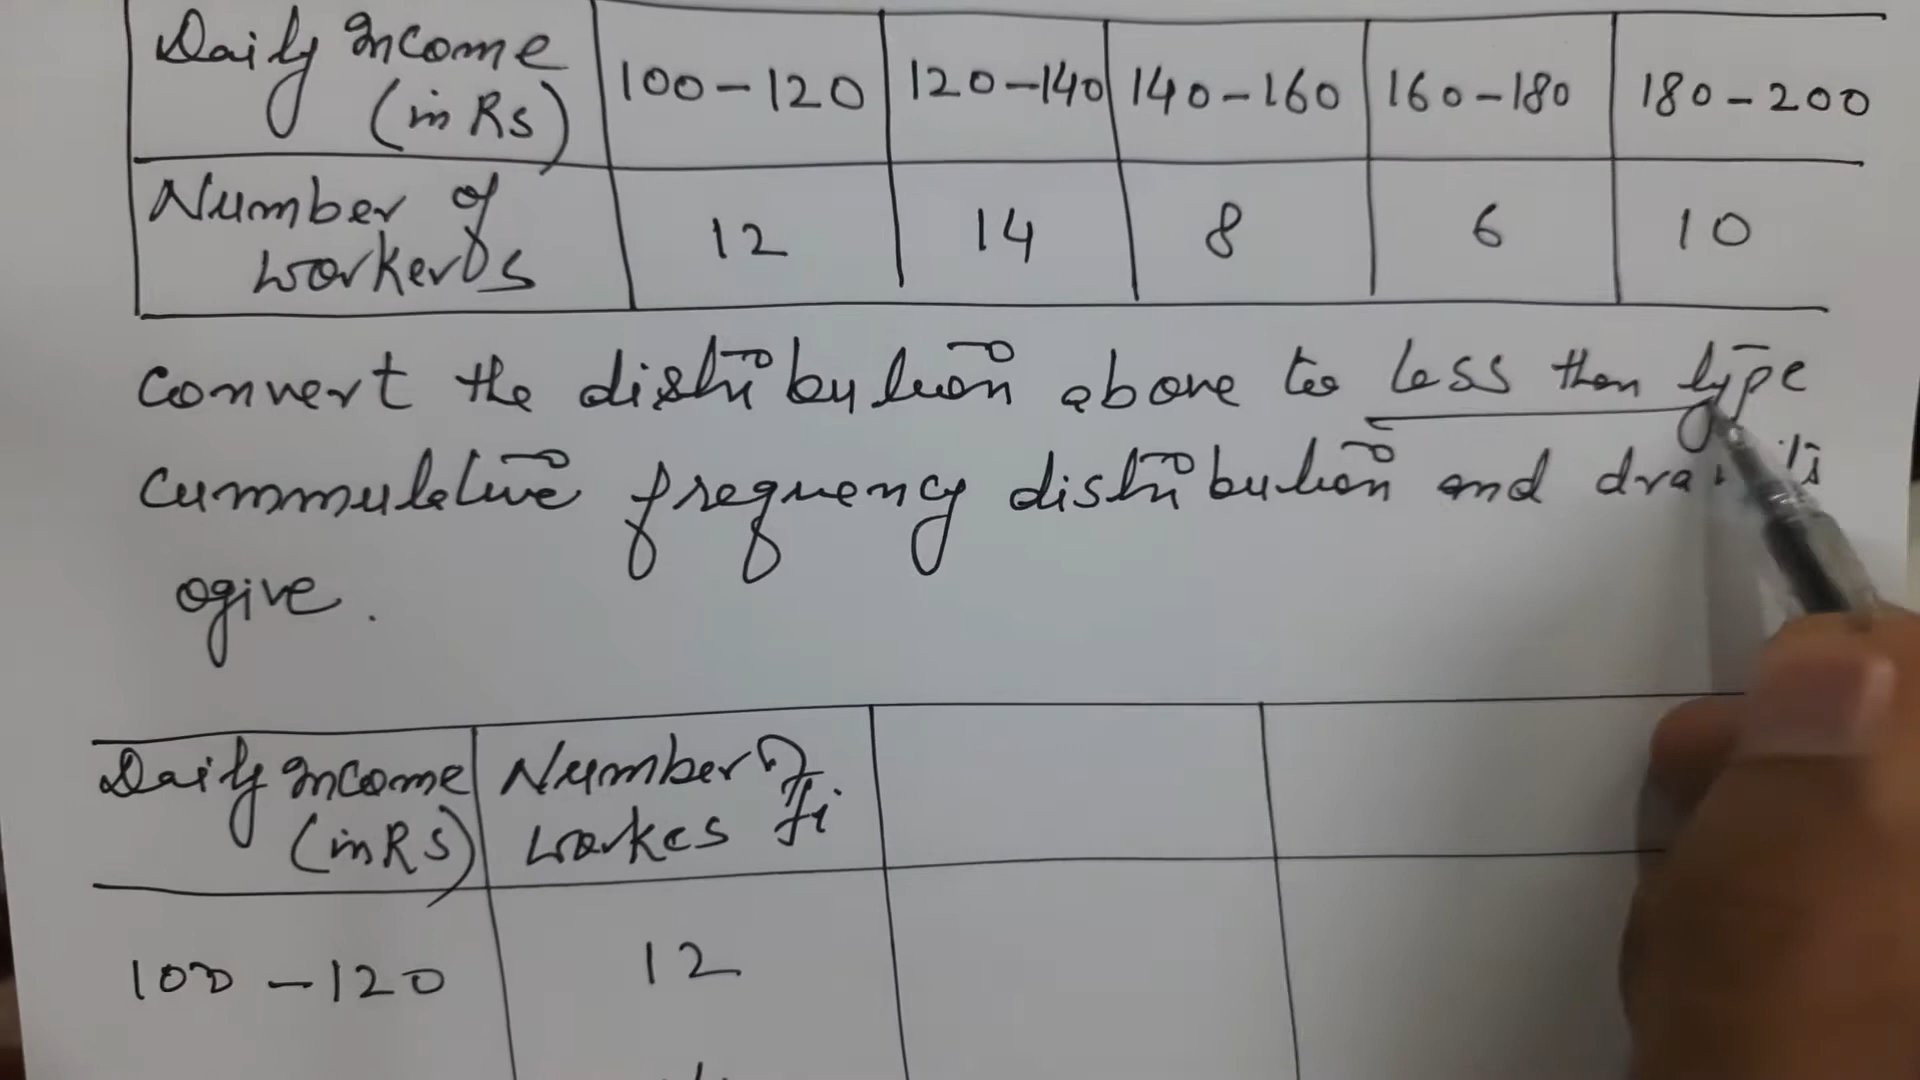 Daily Income (in Rs) 100-120 120-140 140-160 160-180 180-200
Number of workers 12 14 8 6 10
Convert the distribution above to less than type
cummulative frequency distribution and draw its
ogive.
Daily Income (in Rs) Number of workes fi
100-120 12